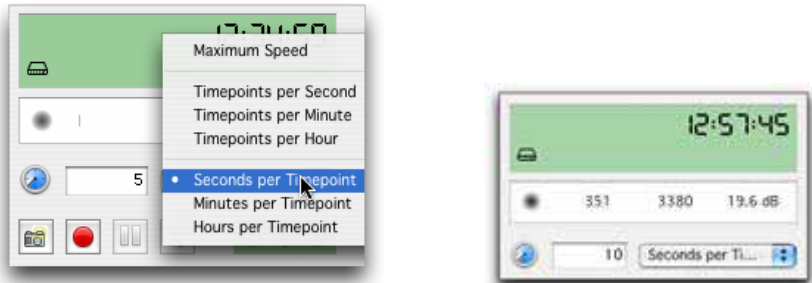 Maximum Speed
Timepoints per Second
Timepoints per Minute
Timepoints per Hour
5
• Seconds per Timepoint
Minutes per Timepoint
Hours per Timepoint
12:57:45
351 3380 19.6 dB
10 Seconds per Ti...